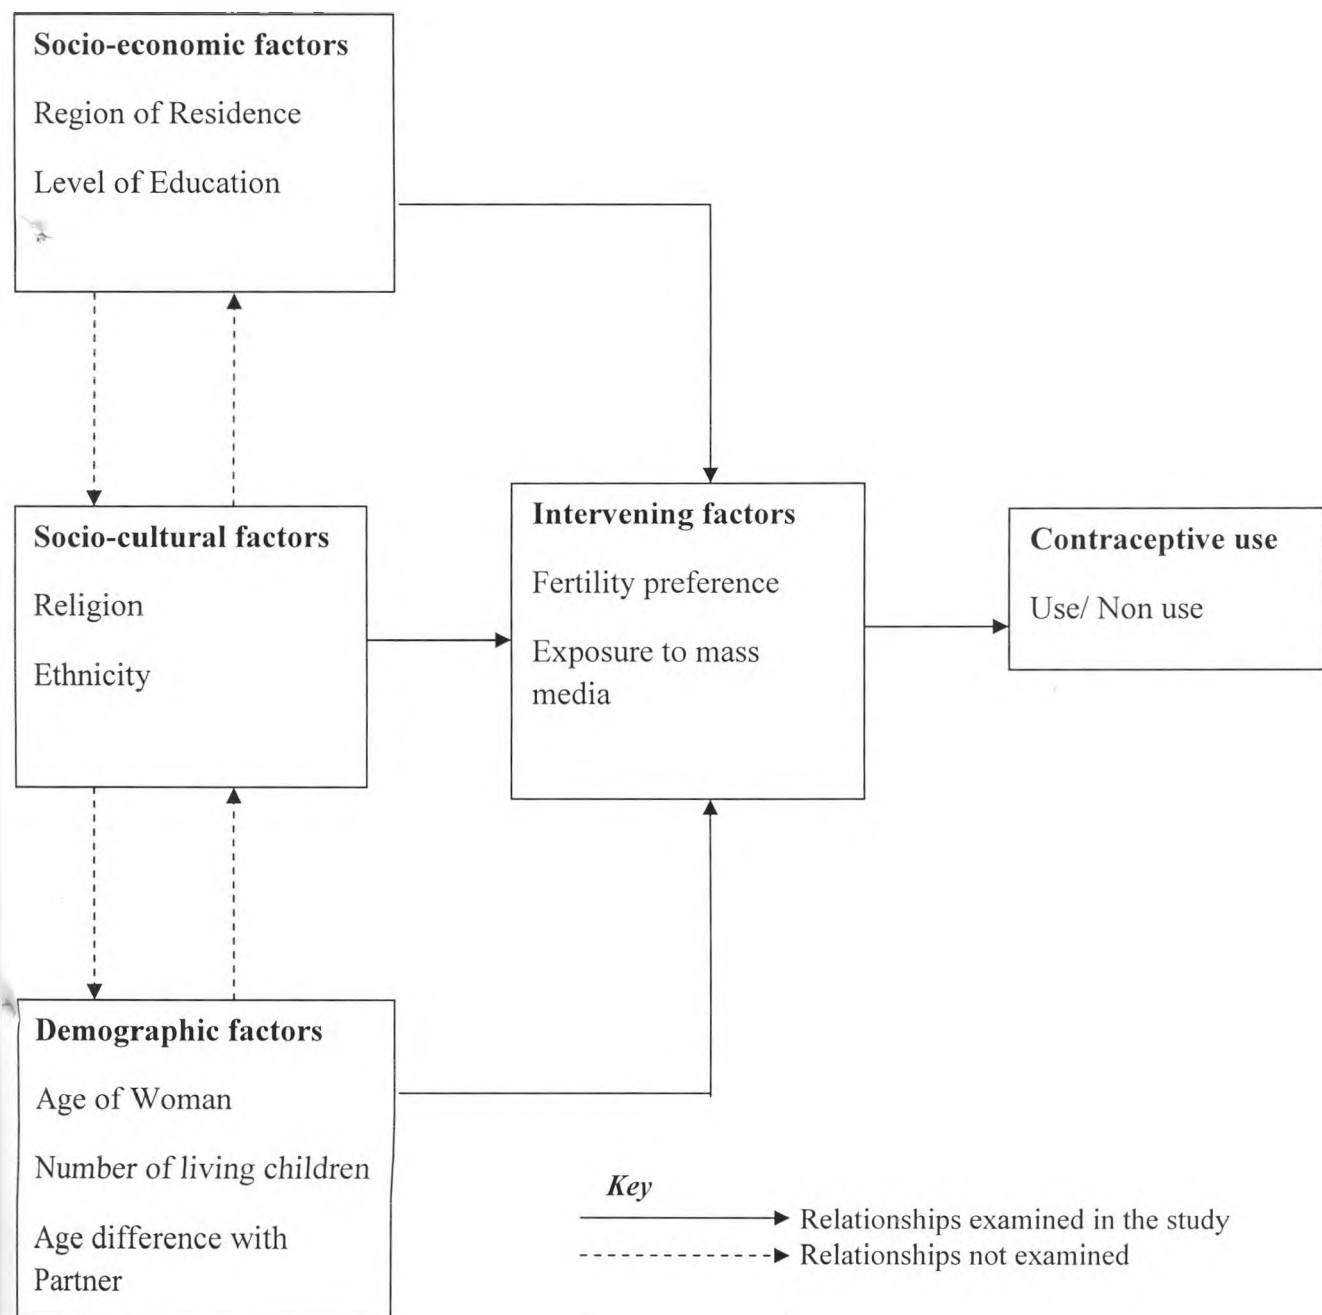 Socio-economic factors
Region of Residence
Level of Education
Socio-cultural factors
Religion
Ethnicity
Intervening factors
Fertility preference
Exposure to mass
media
Contraceptive use
Use/ Non use
Demographic factors
Age of Woman
Number of living children
Age difference with
Partner
Key
Relationships examined in the study
Relationships not examined